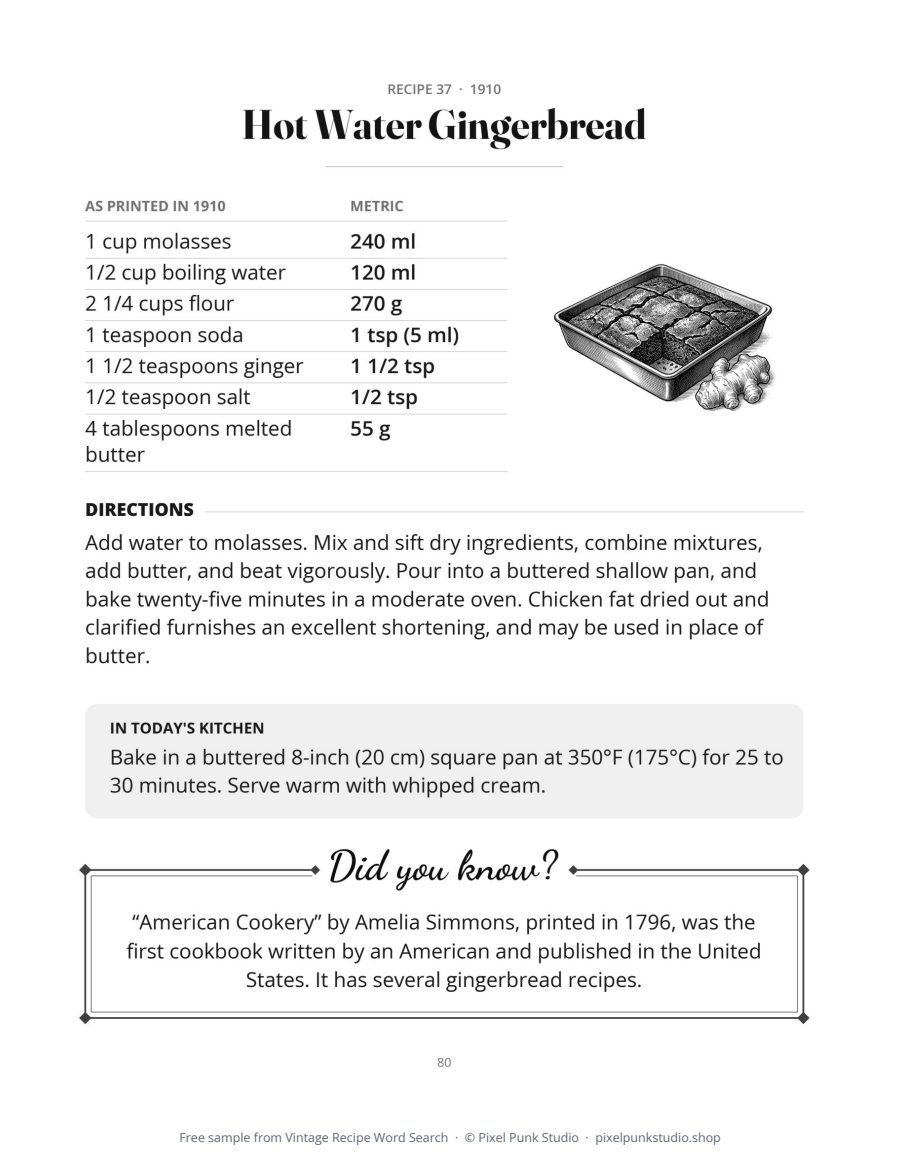 RECIPE 37 · 1910
Hot Water Gingerbread
AS PRINTED IN 1910 METRIC
1 cup molasses 240 ml
1/2 cup boiling water 120 ml
2 1/4 cups flour 270 g
1 teaspoon soda 1 tsp (5 ml)
1 1/2 teaspoons ginger 1 1/2 tsp
1/2 teaspoon salt 1/2 tsp
4 tablespoons melted 55 g
butter
DIRECTIONS
Add water to molasses. Mix and sift dry ingredients, combine mixtures,
add butter, and beat vigorously. Pour into a buttered shallow pan, and
bake twenty-five minutes in a moderate oven. Chicken fat dried out and
clarified furnishes an excellent shortening, and may be used in place of
butter.
IN TODAY'S KITCHEN
Bake in a buttered 8-inch (20 cm) square pan at 350°F (175°C) for 25 to
30 minutes. Serve warm with whipped cream.
Did you know?
“American Cookery” by Amelia Simmons, printed in 1796, was the
first cookbook written by an American and published in the United
States. It has several gingerbread recipes.
80
Free sample from Vintage Recipe Word Search · © Pixel Punk Studio · pixelpunkstudio.shop